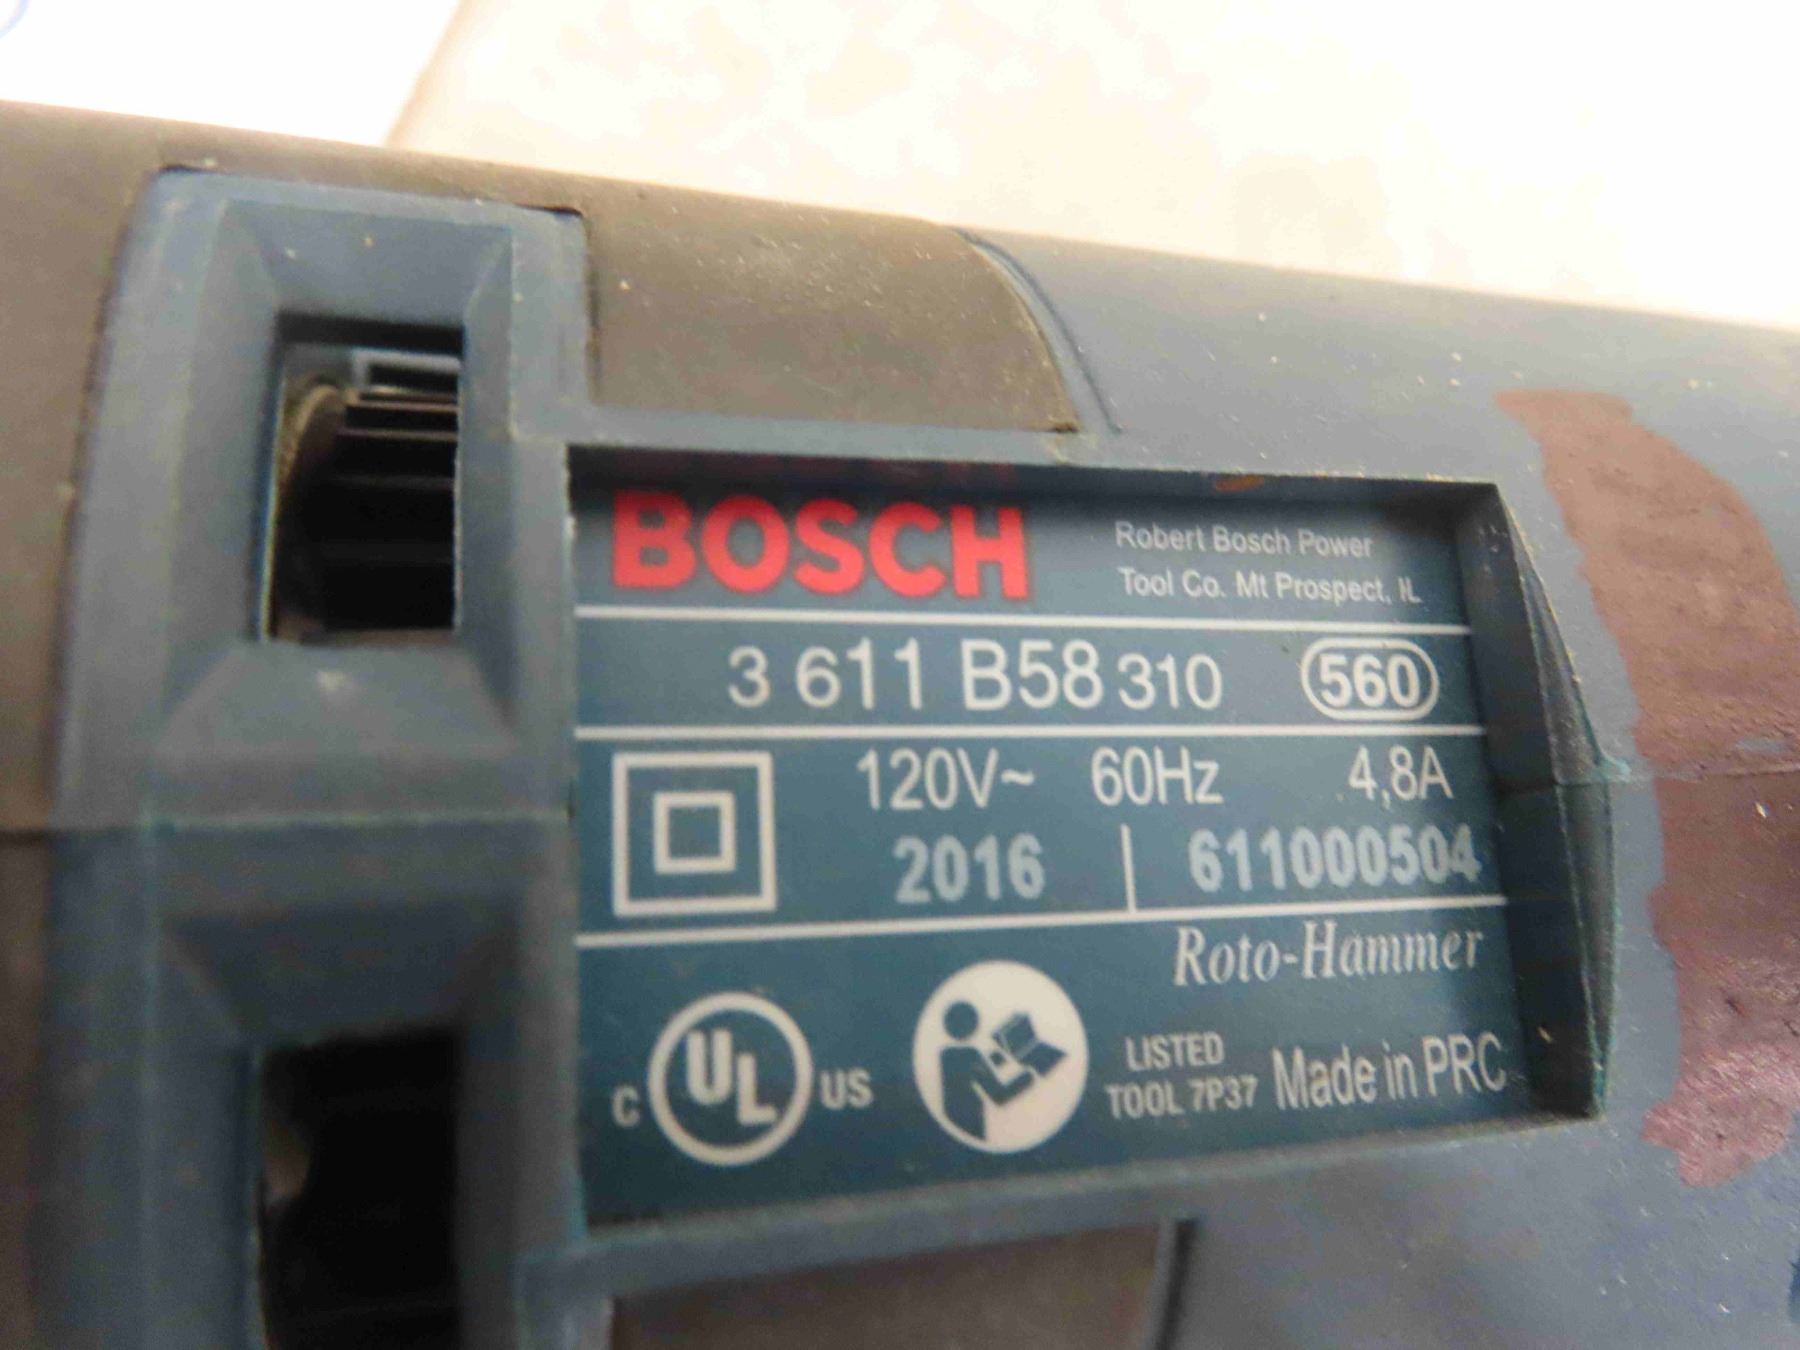 BOSCH
Robert Bosch Power
Tool Co. Mt Prospect, IL
3 611 B58 310 560
120V~ 60Hz 4,8A
2016 | 611000504
Roto-Hammer
C UL US
LISTED
TOOL 7P37
Made in PRC